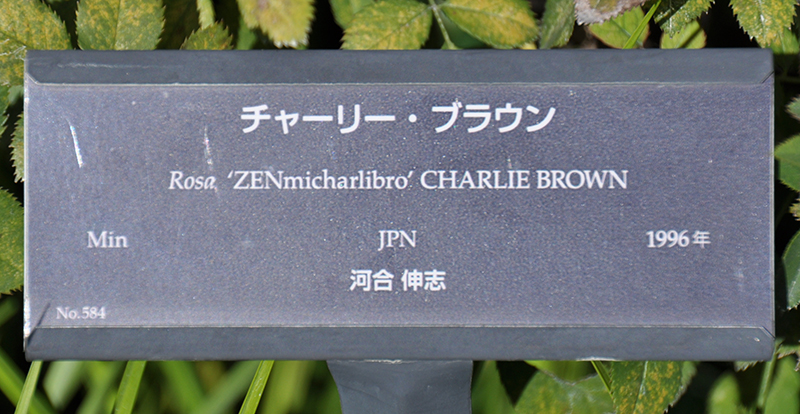 チャーリー・ブラウン
Rosa ‘ZENmicharlibro’ CHARLIE BROWN
Min JPN 1996年
河合 伸志
No.584